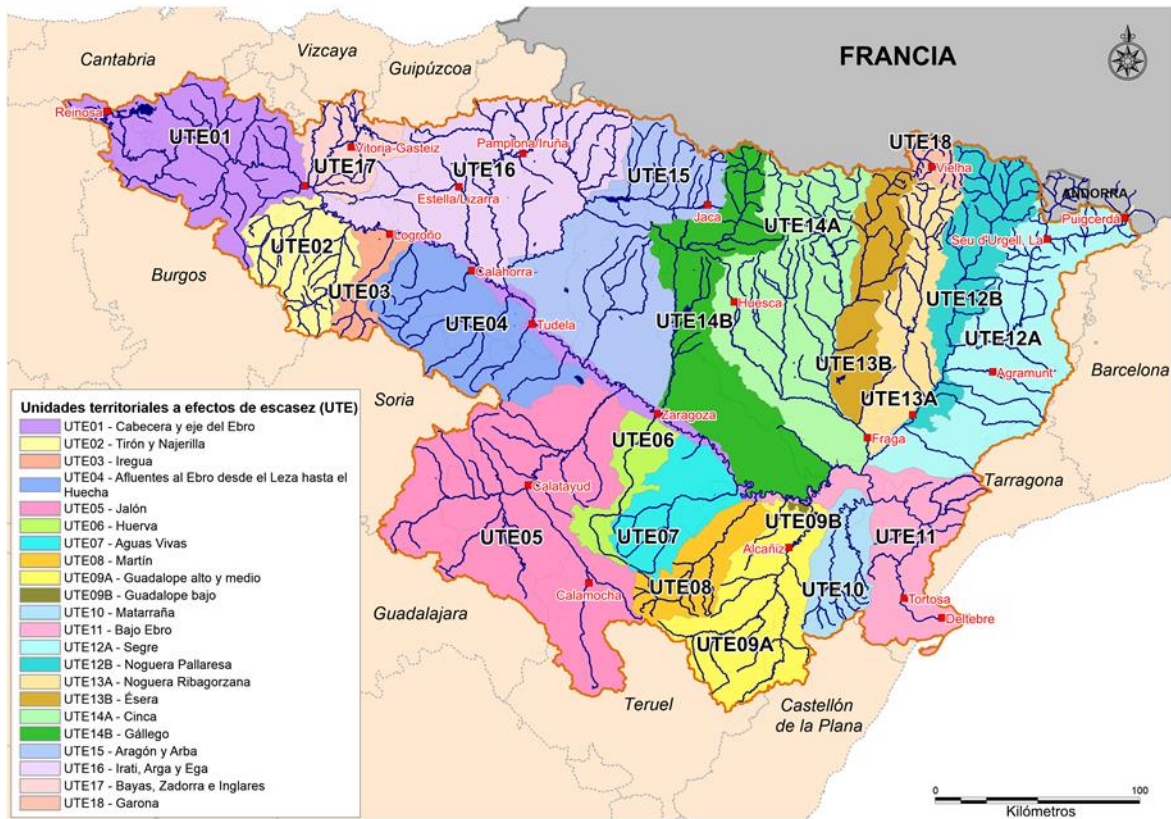 Cantabria
Vizcaya
Guipúzcoa
FRANCIA
Reinosa
UTE01
UTE17
Vitoria-Gasteiz
Pamplona/Iruña
UTE16
Estella/Lizarra
UTE15
Jaca
UTE18
Vielha
ANDORRA
Puigcerdá
Seu d'Urgell, La
UTE14A
UTE02
Logroño
Burgos
UTE03
Calahorra
UTE04
Tudela
Huesca
UTE14B
UTE12B
UTE12A
UTE13B
Agramunt
Barcelona
UTE13A
Soria
Zaragoza
UTE06
Fraga
Tarragona
Calatayud
UTE05
UTE07
UTE09B
Alcañiz
UTE11
UTE08
UTE10
Calamocha
Tortosa
Deltebre
Guadalajara
UTE09A
Teruel
Castellón
de la Plana
Unidades territoriales a efectos de escasez (UTE)
UTE01 - Cabecera y eje del Ebro
UTE02 - Tirón y Najerilla
UTE03 - Iregua
UTE04 - Afluentes al Ebro desde el Leza hasta el
Huecha
UTE05 - Jalón
UTE06 - Huerva
UTE07 - Aguas Vivas
UTE08 - Martín
UTE09A - Guadalope alto y medio
UTE09B - Guadalope bajo
UTE10 - Matarraña
UTE11 - Bajo Ebro
UTE12A - Segre
UTE12B - Noguera Pallaresa
UTE13A - Noguera Ribagorzana
UTE13B - Ésera
UTE14A - Cinca
UTE14B - Gállego
UTE15 - Aragón y Arba
UTE16 - Irati, Arga y Ega
UTE17 - Bayas, Zadorra e Inglares
UTE18 - Garona
0 100
Kilómetros